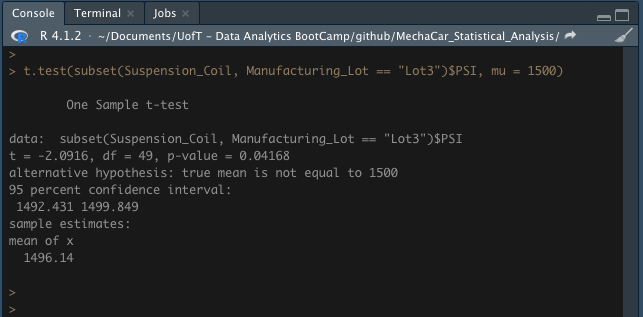 Console Terminal × Jobs ×
R 4.1.2 · ~/Documents/UofT - Data Analytics BootCamp/github/MechaCar_Statistical_Analysis/
>
> t.test(subset(Suspension_Coil, Manufacturing_Lot == "Lot3")$PSI, mu = 1500)
One Sample t-test
data:  subset(Suspension_Coil, Manufacturing_Lot == "Lot3")$PSI
t = -2.0916, df = 49, p-value = 0.04168
alternative hypothesis: true mean is not equal to 1500
95 percent confidence interval:
1492.431 1499.849
sample estimates:
mean of x
1496.14
>
>